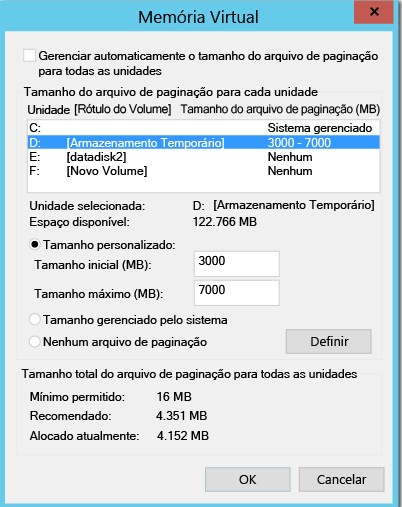 Memória Virtual
Gerenciar automaticamente o tamanho do arquivo de paginação
para todas as unidades
Tamanho do arquivo de paginação para cada unidade
Unidade [Rótulo do Volume] Tamanho do arquivo de paginação (MB)
C: Sistema gerenciado
D: [Armazenamento Temporário] 3000 - 7000
E: [datadisk2] Nenhum
F: [Novo Volume] Nenhum
Unidade selecionada: D: [Armazenamento Temporário]
Espaço disponível: 122.766 MB
Tamanho personalizado:
Tamanho inicial (MB): 3000
Tamanho máximo (MB): 7000
Tamanho gerenciado pelo sistema
Nenhum arquivo de paginação Definir
Tamanho total do arquivo de paginação para todas as unidades
Mínimo permitido: 16 MB
Recomendado: 4.351 MB
Alocado atualmente: 4.152 MB
OK Cancelar